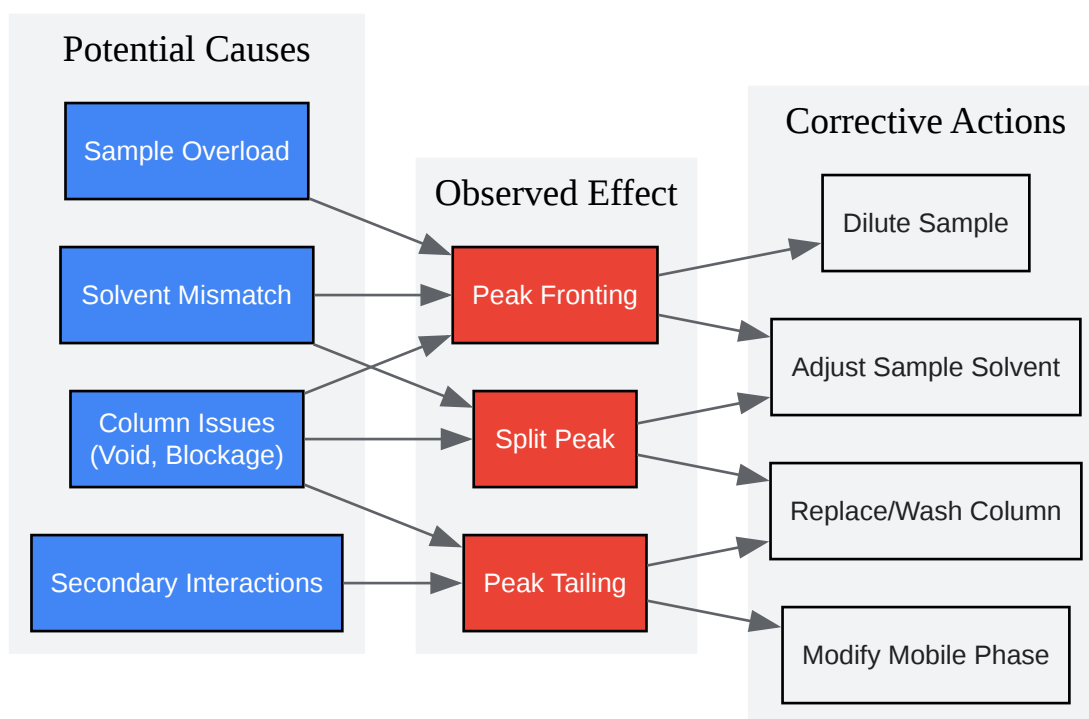 Potential Causes
Sample Overload
Solvent Mismatch
Column Issues
(Void, Blockage)
Secondary Interactions
Observed Effect
Peak Fronting
Split Peak
Peak Tailing
Corrective Actions
Dilute Sample
Adjust Sample Solvent
Replace/Wash Column
Modify Mobile Phase